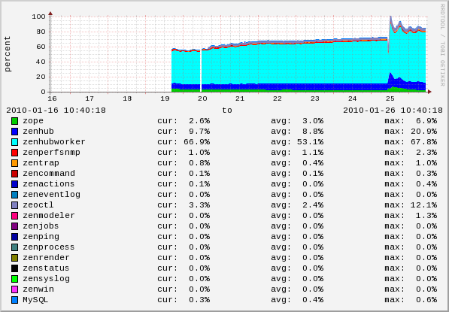 percent
100
80
60
40
20
0
16 17 18 19 20 21 22 23 24 25
2010-01-16 10:40:18 to 2010-01-26 10:40:18
zope cur: 2.6% avg: 3.0% max: 6.9%
zenhub cur: 9.7% avg: 8.8% max: 20.9%
zenhubworker cur: 66.9% avg: 53.1% max: 67.8%
zenperfsnmp cur: 1.0% avg: 1.1% max: 2.3%
zentrap cur: 0.8% avg: 0.4% max: 1.0%
zencommand cur: 0.1% avg: 0.1% max: 0.3%
zenactions cur: 0.1% avg: 0.0% max: 0.4%
zeneventlog cur: 0.0% avg: 0.0% max: 0.0%
zeoctl cur: 3.3% avg: 2.4% max: 12.1%
zenmodeler cur: 0.0% avg: 0.0% max: 1.3%
zenjobs cur: 0.0% avg: 0.0% max: 0.0%
zenping cur: 0.0% avg: 0.0% max: 0.0%
zenprocess cur: 0.0% avg: 0.0% max: 0.0%
zenrender cur: 0.0% avg: 0.0% max: 0.0%
zenstatus cur: 0.0% avg: 0.0% max: 0.0%
zensyslog cur: 0.0% avg: 0.0% max: 0.0%
zenwin cur: 0.0% avg: 0.0% max: 0.0%
MySQL cur: 0.3% avg: 0.4% max: 0.6%
RRDTOOL / TOBI OETIKER